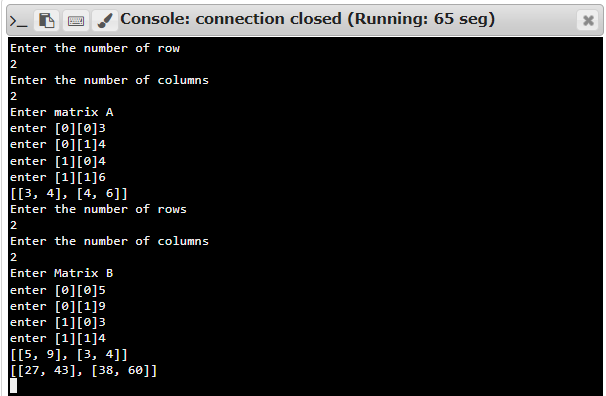 >_ Console: connection closed (Running: 65 seg)
Enter the number of row
2
Enter the number of columns
2
Enter matrix A
enter [0][0]3
enter [0][1]4
enter [1][0]4
enter [1][1]6
[[3, 4], [4, 6]]
Enter the number of rows
2
Enter the number of columns
2
Enter Matrix B
enter [0][0]5
enter [0][1]9
enter [1][0]3
enter [1][1]4
[[5, 9], [3, 4]]
[[27, 43], [38, 60]]